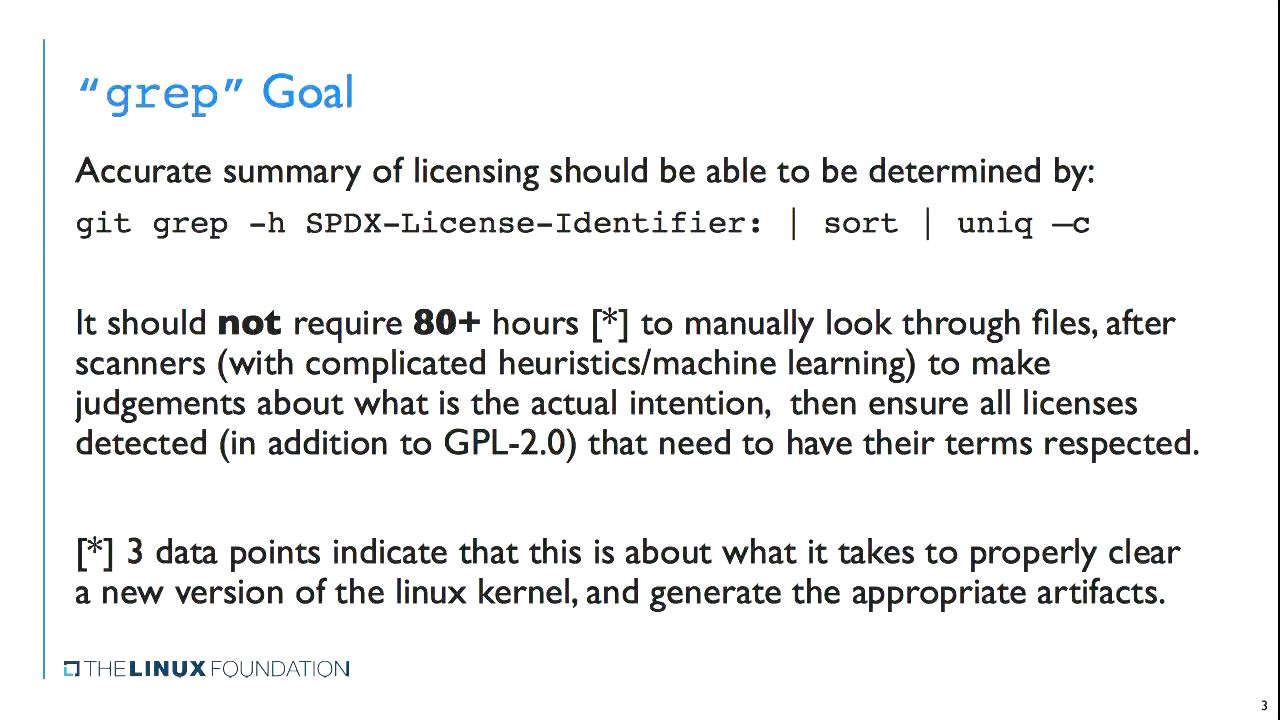 “grep” Goal
Accurate summary of licensing should be able to be determined by:
git grep -h SPDX-License-Identifier: | sort | uniq –c
It should not require 80+ hours [*] to manually look through files, after
scanners (with complicated heuristics/machine learning) to make
judgements about what is the actual intention,  then ensure all licenses
detected (in addition to GPL-2.0) that need to have their terms respected.
[*] 3 data points indicate that this is about what it takes to properly clear
a new version of the linux kernel, and generate the appropriate artifacts.
THE LINUX FOUNDATION
3